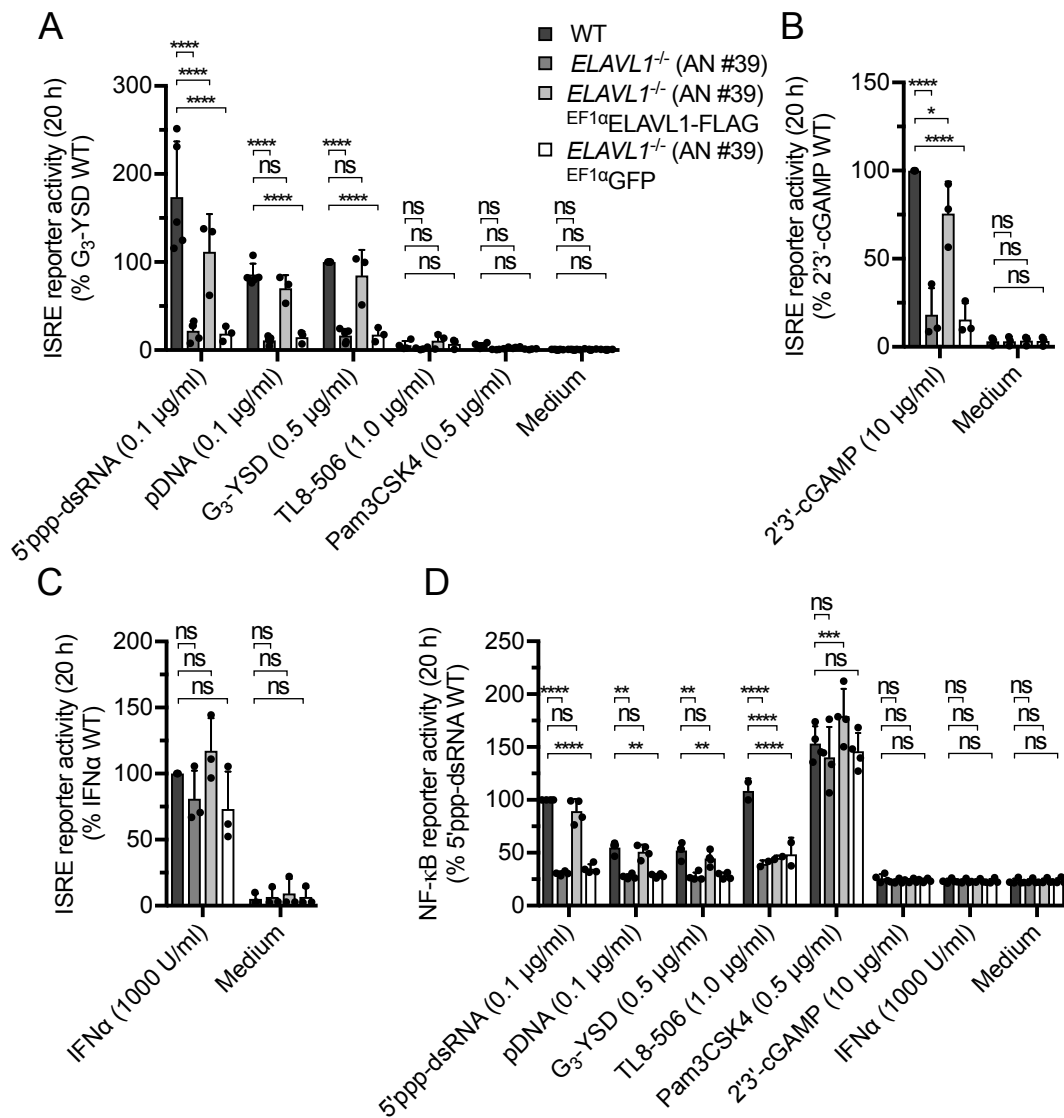 A
ISRE reporter activity (20 h)
(% G₃-YSD WT)
300
200
100
0
****
****
****
****
ns
****
****
ns
****
ns
ns
ns
ns
ns
ns
ns
ns
ns
5'ppp-dsRNA (0.1 µg/ml)
pDNA (0.1 µg/ml)
G₃-YSD (0.5 µg/ml)
TL8-506 (1.0 µg/ml)
Pam3CSK4 (0.5 µg/ml)
Medium
WT
ELAVL1-/- (AN #39)
ELAVL1-/- (AN #39)
EF1αELAVL1-FLAG
ELAVL1-/- (AN #39)
EF1αGFP
B
ISRE reporter activity (20 h)
(% 2'3'-cGAMP WT)
150
100
50
0
****
*
****
ns
ns
ns
2'3'-cGAMP (10 µg/ml)
Medium
C
ISRE reporter activity (20 h)
(% IFNα WT)
200
150
100
50
0
ns
ns
ns
ns
ns
ns
IFNα (1000 U/ml)
Medium
D
NF-κB reporter activity (20 h)
(% 5'ppp-dsRNA WT)
250
200
150
100
50
0
****
ns
****
**
ns
**
**
ns
**
****
****
****
ns
***
ns
ns
ns
ns
ns
ns
ns
ns
ns
ns
5'ppp-dsRNA (0.1 µg/ml)
pDNA (0.1 µg/ml)
G₃-YSD (0.5 µg/ml)
TL8-506 (1.0 µg/ml)
Pam3CSK4 (0.5 µg/ml)
2'3'-cGAMP (10 µg/ml)
IFNα (1000 U/ml)
Medium